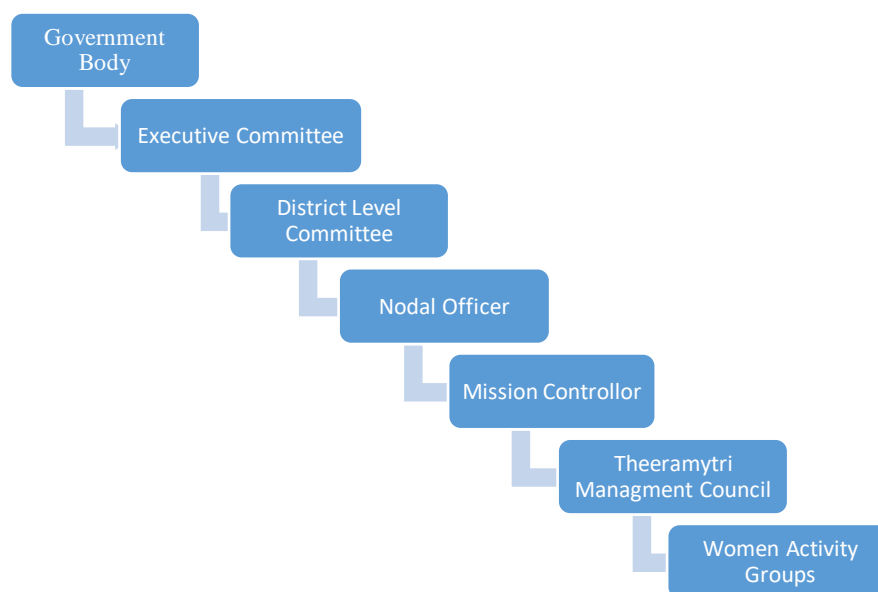 Government
Body
Executive Committee
District Level
Committee
Nodal Officer
Mission Controllor
Theeramytri
Managment Council
Women Activity
Groups